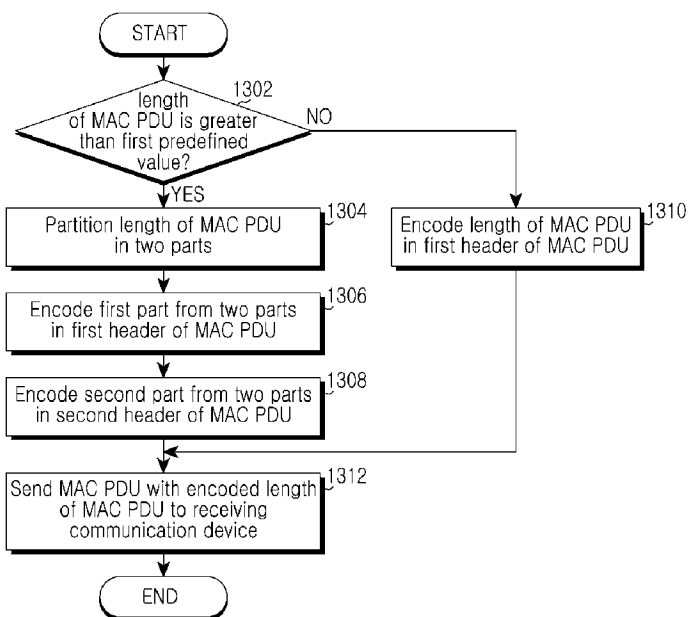 START
1302
length
of MAC PDU is greater
than first predefined
value?
NO
YES
1304
Partition length of MAC PDU
in two parts
1310
Encode length of MAC PDU
in first header of MAC PDU
1306
Encode first part from two parts
in first header of MAC PDU
1308
Encode second part from two parts
in second header of MAC PDU
1312
Send MAC PDU with encoded length
of MAC PDU to receiving
communication device
END